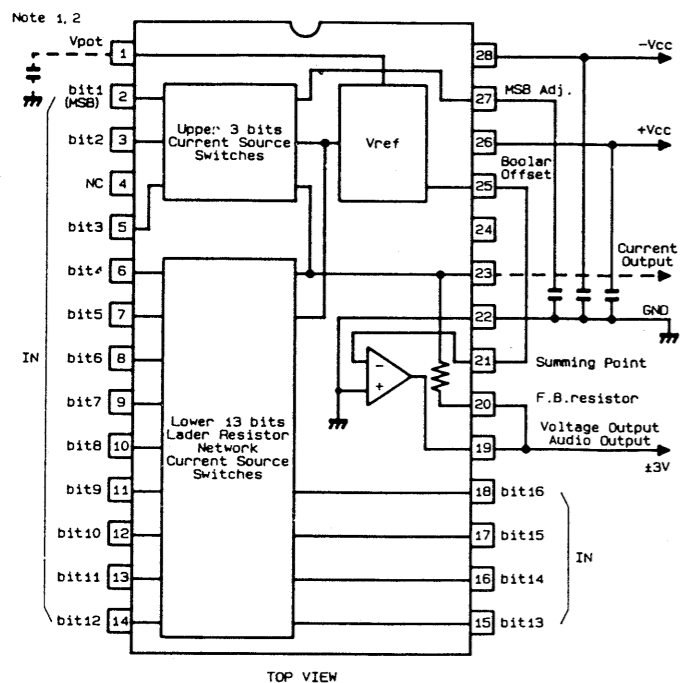 Note 1, 2
Vpot
1
bit1
(MSB)
2
bit2
3
NC
4
bit3
5
bit4
6
bit5
7
bit6
8
bit7
9
bit8
10
bit9
11
bit10
12
bit11
13
bit12
14
IN
Upper 3 bits
Current Source
Switches
Vref
Lower 13 bits
Lader Resistor
Network
Current Source
Switches
−
+
28
−Vcc
27
MSB Adj.
26
+Vcc
25
Boolar
Offset
24
23
Current
Output
22
GND
21
Summing Point
20
F.B.resistor
19
Voltage Output
Audio Output
±3V
18
bit16
17
bit15
16
bit14
15
bit13
IN
TOP VIEW